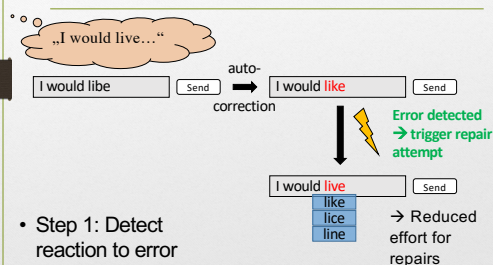 „I would live…“
I would libe
Send
auto-
correction
I would like
Send
Error detected
→ trigger repair
attempt
I would live
Send
like
lice
line
• Step 1: Detect
reaction to error
→ Reduced
effort for
repairs